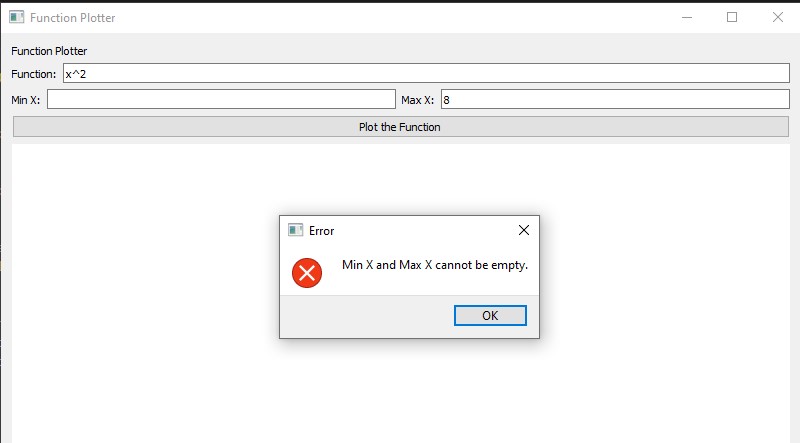 Function Plotter
Function Plotter
Function: x^2
Min X: Max X: 8
Plot the Function
Error
Min X and Max X cannot be empty.
OK